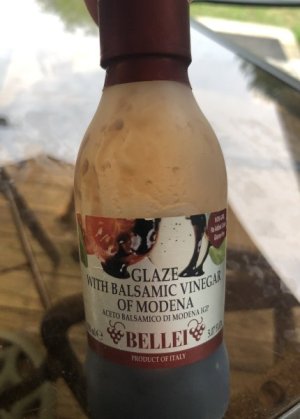 GLAZE
WITH BALSAMIC VINEGAR
OF MODENA
ACETO BALSAMICO DI MODENA IGP
BELLEI
PRODUCT OF ITALY